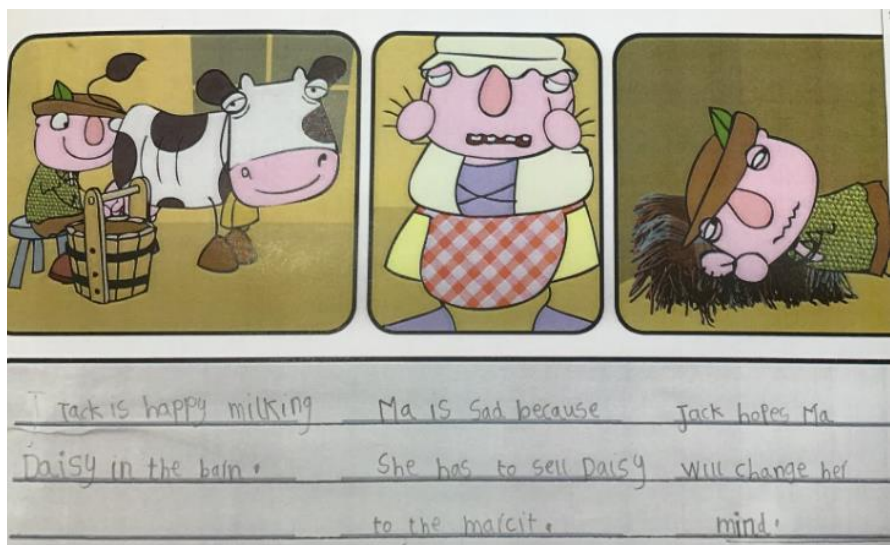 Jack is happy milking
Daisy in the barn.
Ma is sad because
She has to sell Daisy
to the marcit.
Jack hopes Ma
will change her
mind.